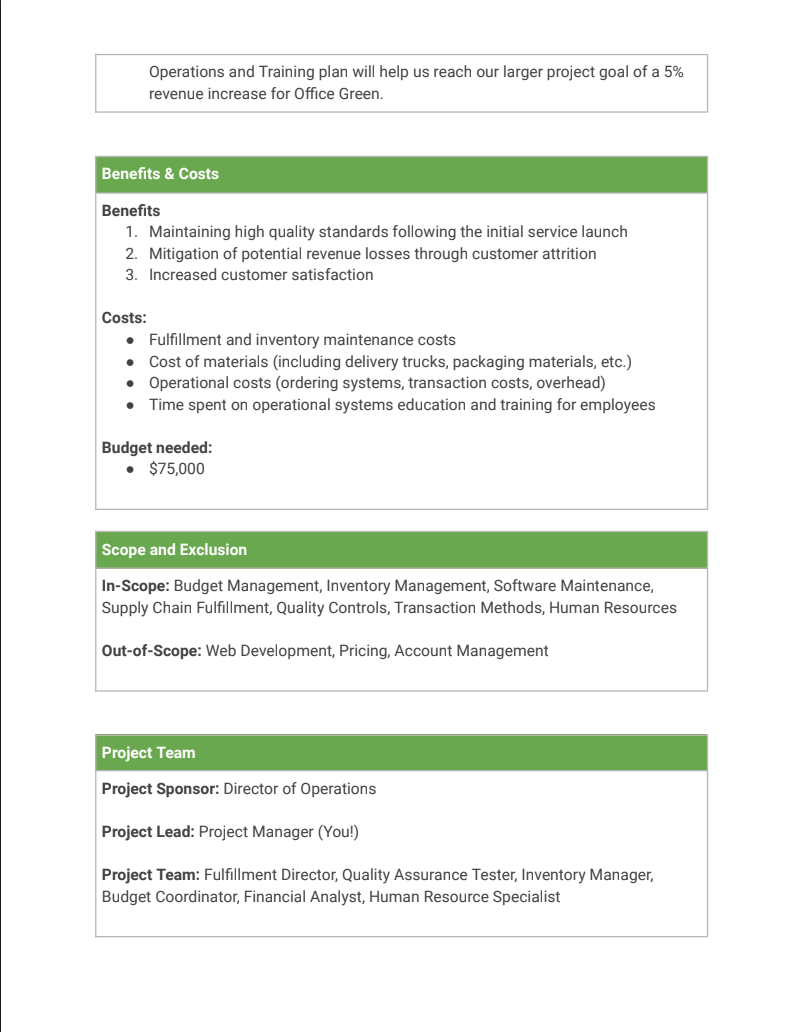 Operations and Training plan will help us reach our larger project goal of a 5%
revenue increase for Office Green.
Benefits & Costs
Benefits
1. Maintaining high quality standards following the initial service launch
2. Mitigation of potential revenue losses through customer attrition
3. Increased customer satisfaction
Costs:
● Fulfillment and inventory maintenance costs
● Cost of materials (including delivery trucks, packaging materials, etc.)
● Operational costs (ordering systems, transaction costs, overhead)
● Time spent on operational systems education and training for employees
Budget needed:
● $75,000
Scope and Exclusion
In-Scope: Budget Management, Inventory Management, Software Maintenance,
Supply Chain Fulfillment, Quality Controls, Transaction Methods, Human Resources
Out-of-Scope: Web Development, Pricing, Account Management
Project Team
Project Sponsor: Director of Operations
Project Lead: Project Manager (You!)
Project Team: Fulfillment Director, Quality Assurance Tester, Inventory Manager,
Budget Coordinator, Financial Analyst, Human Resource Specialist